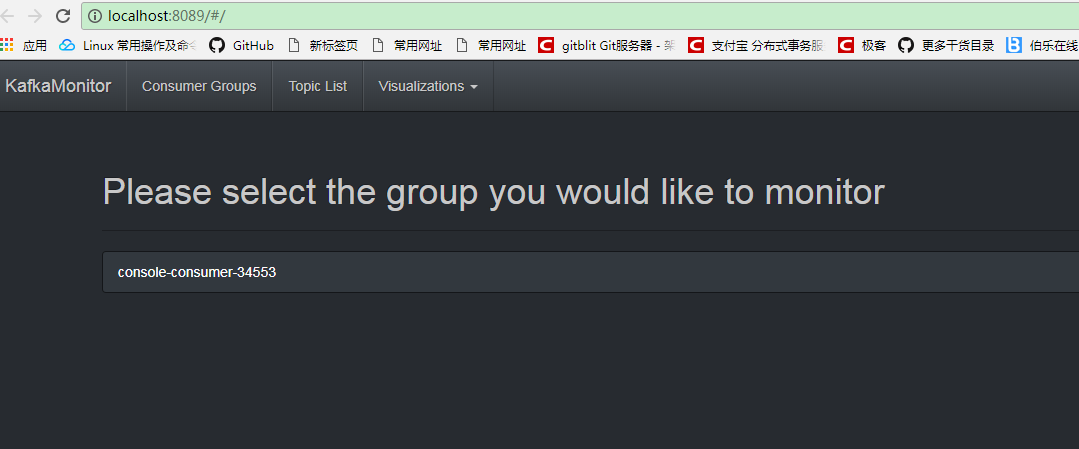 localhost:8089/#/
应用 Linux 常用操作及命 GitHub 新标签页 常用网址 常用网址 gitblit Git服务器 - 架 支付宝 分布式事务服 极客 更多干货目录 伯乐在线
KafkaMonitor Consumer Groups Topic List Visualizations
Please select the group you would like to monitor
console-consumer-34553